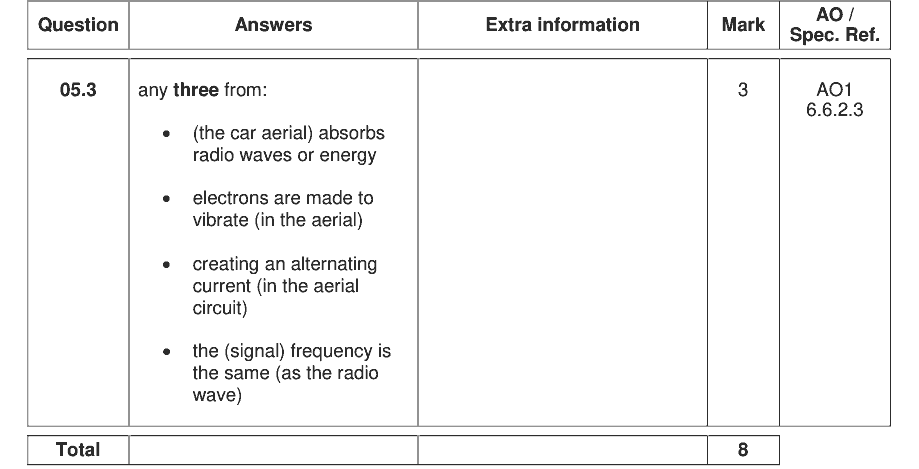 Question Answers Extra information Mark AO / Spec. Ref.
05.3 any three from: 3 AO1
6.6.2.3
• (the car aerial) absorbs
radio waves or energy
• electrons are made to
vibrate (in the aerial)
• creating an alternating
current (in the aerial
circuit)
• the (signal) frequency is
the same (as the radio
wave)
Total 8